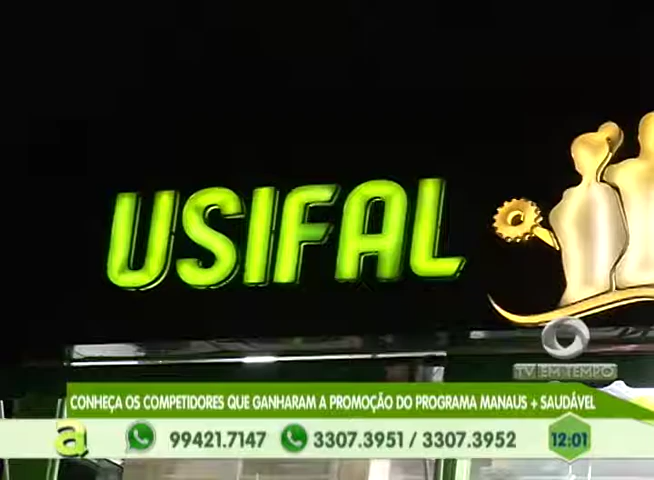 USIFAL
TV EM TEMPO
CONHEÇA OS COMPETIDORES QUE GANHARAM A PROMOÇÃO DO PROGRAMA MANAUS + SAUDÁVEL
a 99421.7147 3307.3951 / 3307.3952 12:01